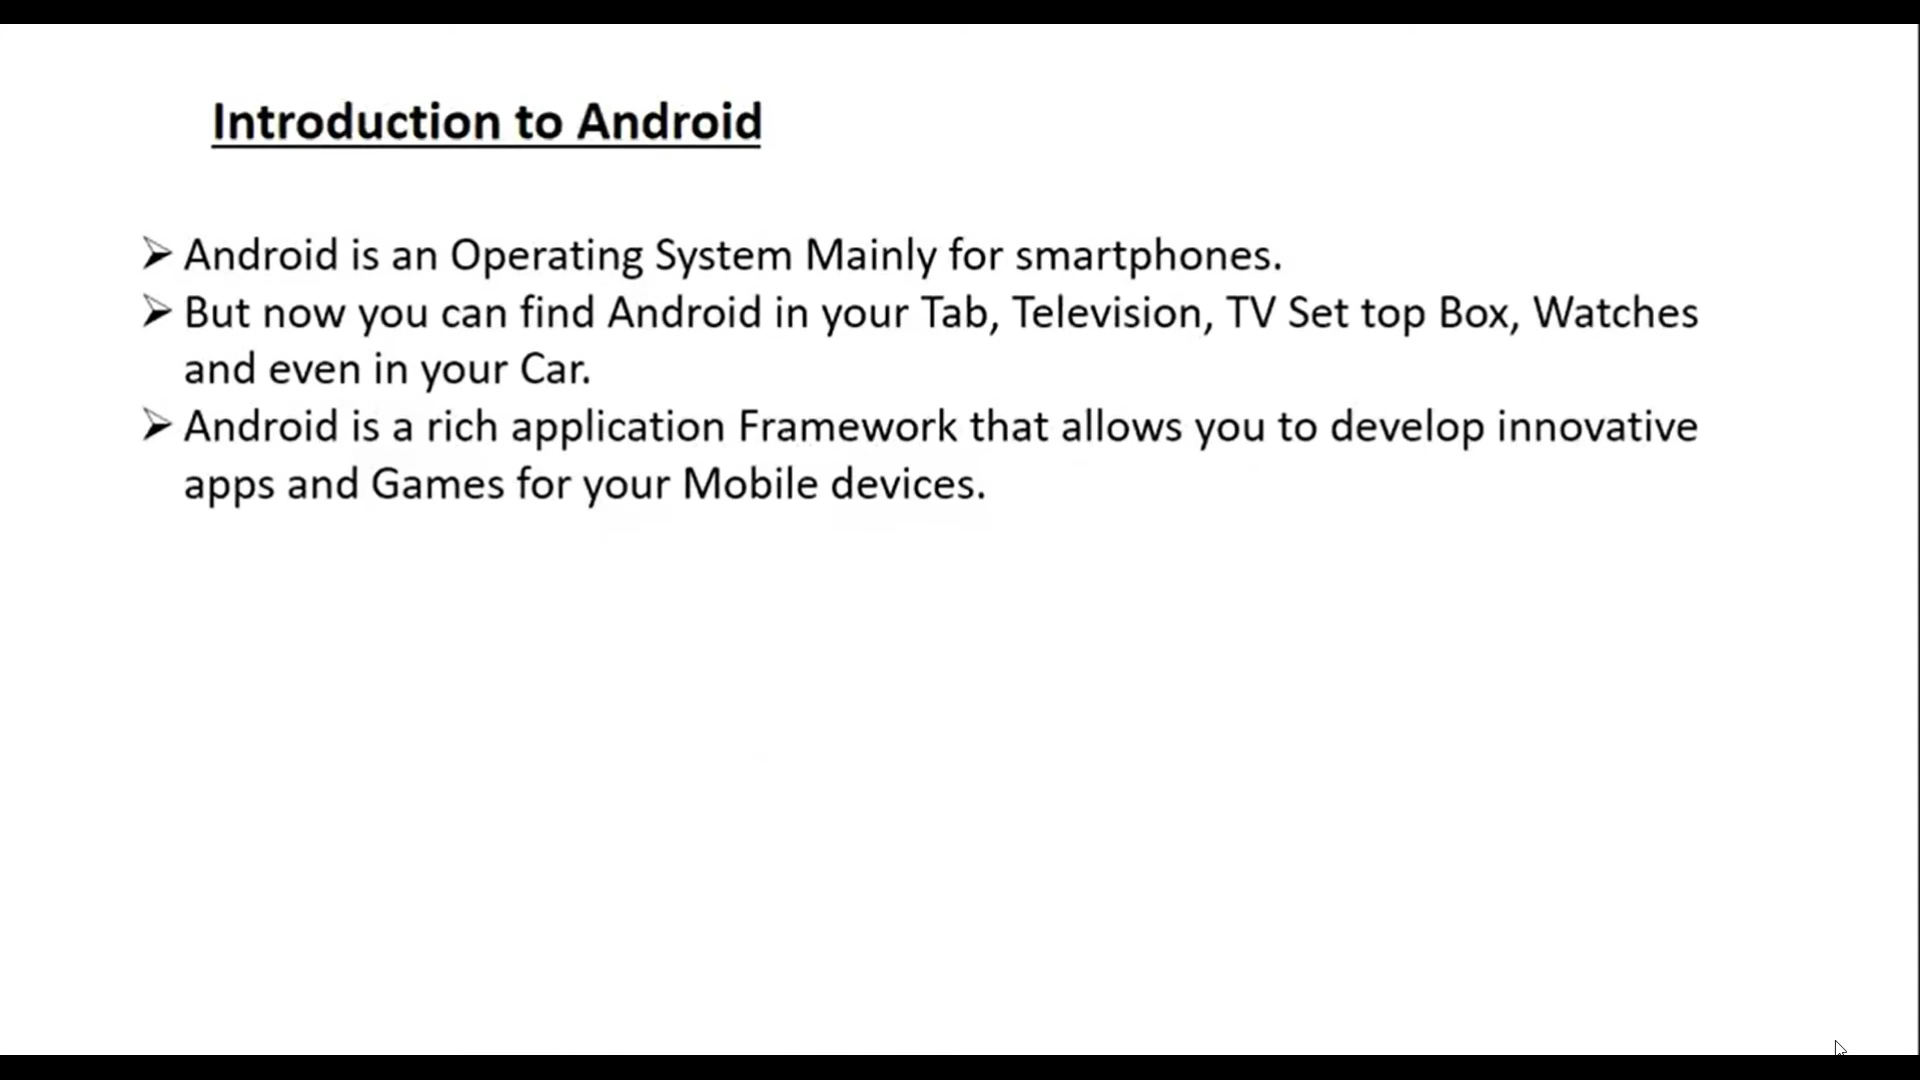 Introduction to Android
➢ Android is an Operating System Mainly for smartphones.
➢ But now you can find Android in your Tab, Television, TV Set top Box, Watches
and even in your Car.
➢ Android is a rich application Framework that allows you to develop innovative
apps and Games for your Mobile devices.